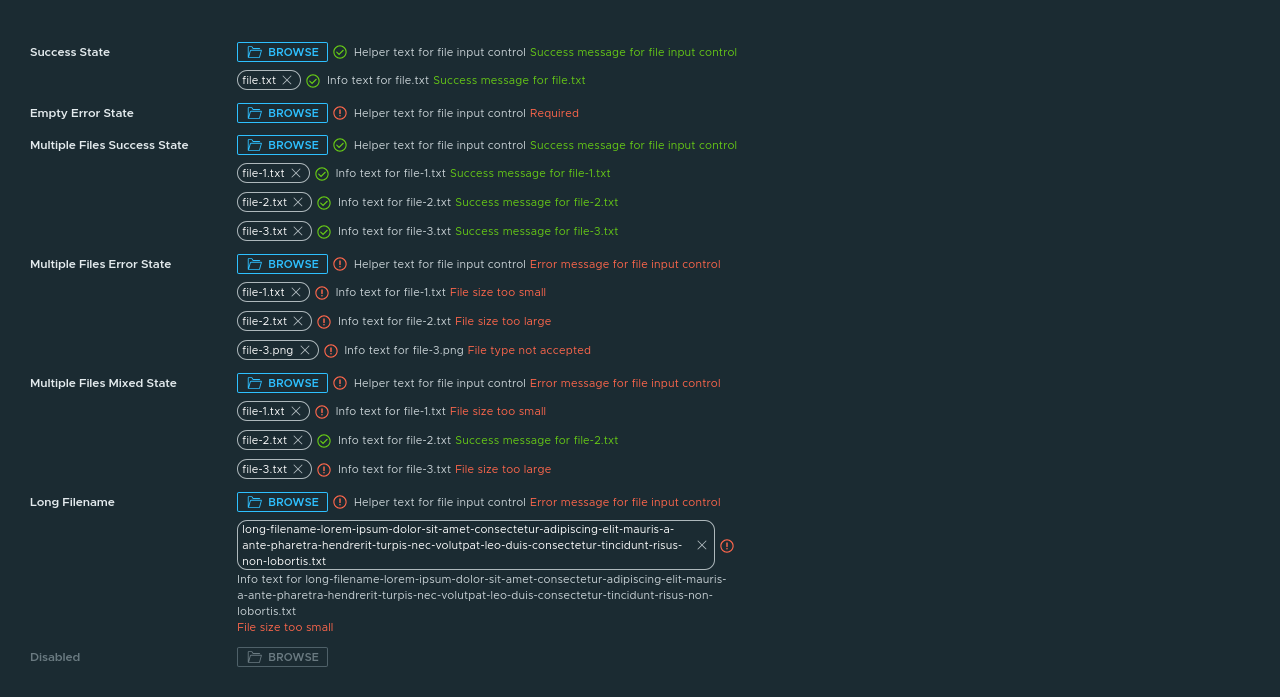 Success State BROWSE Helper text for file input control Success message for file input control
file.txt Info text for file.txt Success message for file.txt
Empty Error State BROWSE Helper text for file input control Required
Multiple Files Success State BROWSE Helper text for file input control Success message for file input control
file-1.txt Info text for file-1.txt Success message for file-1.txt
file-2.txt Info text for file-2.txt Success message for file-2.txt
file-3.txt Info text for file-3.txt Success message for file-3.txt
Multiple Files Error State BROWSE Helper text for file input control Error message for file input control
file-1.txt Info text for file-1.txt File size too small
file-2.txt Info text for file-2.txt File size too large
file-3.png Info text for file-3.png File type not accepted
Multiple Files Mixed State BROWSE Helper text for file input control Error message for file input control
file-1.txt Info text for file-1.txt File size too small
file-2.txt Info text for file-2.txt Success message for file-2.txt
file-3.txt Info text for file-3.txt File size too large
Long Filename BROWSE Helper text for file input control Error message for file input control
long-filename-lorem-ipsum-dolor-sit-amet-consectetur-adipiscing-elit-mauris-a-
ante-pharetra-hendrerit-turpis-nec-volutpat-leo-duis-consectetur-tincidunt-risus-
non-lobortis.txt
Info text for long-filename-lorem-ipsum-dolor-sit-amet-consectetur-adipiscing-elit-mauris-
a-ante-pharetra-hendrerit-turpis-nec-volutpat-leo-duis-consectetur-tincidunt-risus-non-
lobortis.txt
File size too small
Disabled BROWSE